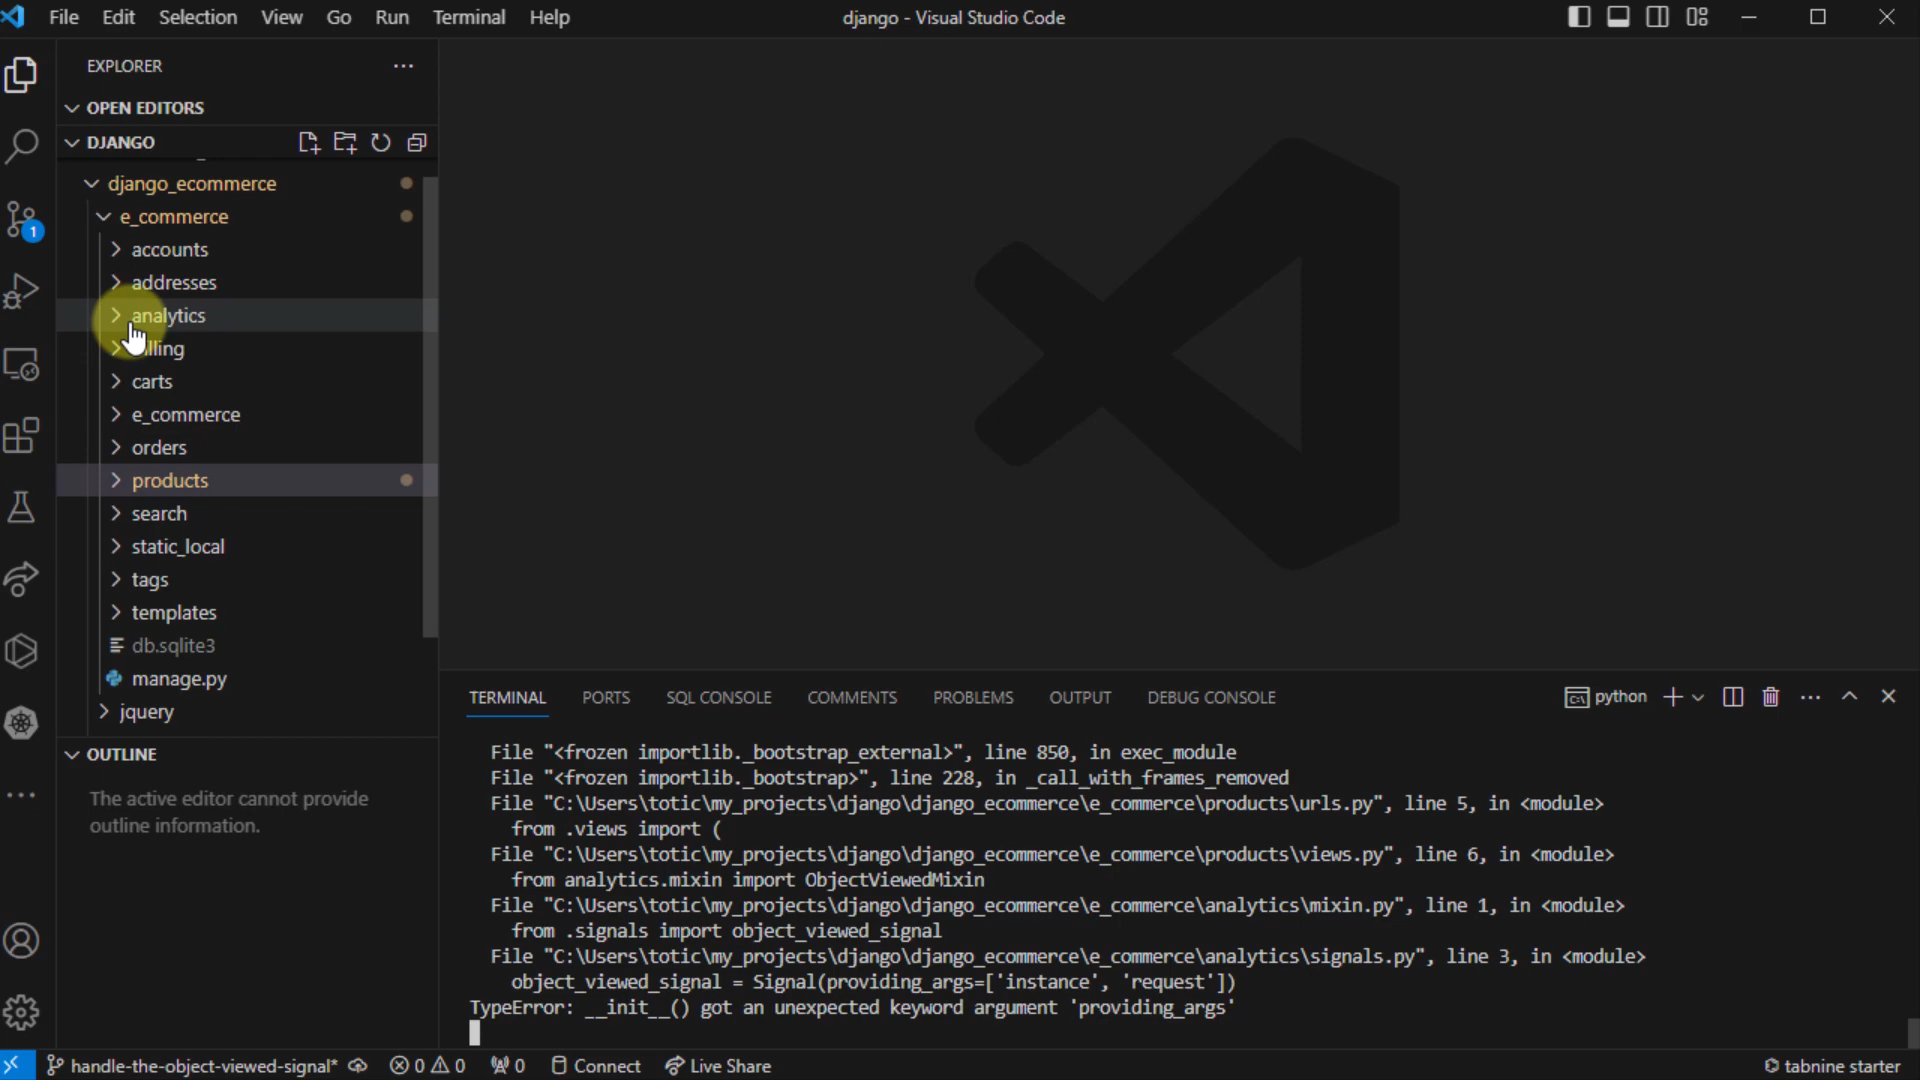 File Edit Selection View Go Run Terminal Help
django - Visual Studio Code
EXPLORER
OPEN EDITORS
DJANGO
django_ecommerce
e_commerce
accounts
addresses
analytics
carts
e_commerce
orders
products
search
static_local
tags
templates
db.sqlite3
manage.py
jquery
OUTLINE
The active editor cannot provide
outline information.
1
TERMINAL PORTS SQL CONSOLE COMMENTS PROBLEMS OUTPUT DEBUG CONSOLE
python
File "<frozen importlib._bootstrap_external>", line 850, in exec_module
File "<frozen importlib._bootstrap>", line 228, in _call_with_frames_removed
File "C:\Users\totic\my_projects\django\django_ecommerce\e_commerce\products\urls.py", line 5, in <module>
from .views import (
File "C:\Users\totic\my_projects\django\django_ecommerce\e_commerce\products\views.py", line 6, in <module>
from analytics.mixin import ObjectViewedMixin
File "C:\Users\totic\my_projects\django\django_ecommerce\e_commerce\analytics\mixin.py", line 1, in <module>
from .signals import object_viewed_signal
File "C:\Users\totic\my_projects\django\django_ecommerce\e_commerce\analytics\signals.py", line 3, in <module>
object_viewed_signal = Signal(providing_args=['instance', 'request'])
TypeError: __init__() got an unexpected keyword argument 'providing_args'
handle-the-object-viewed-signal* 0 0 0 Connect Live Share
tabnine starter